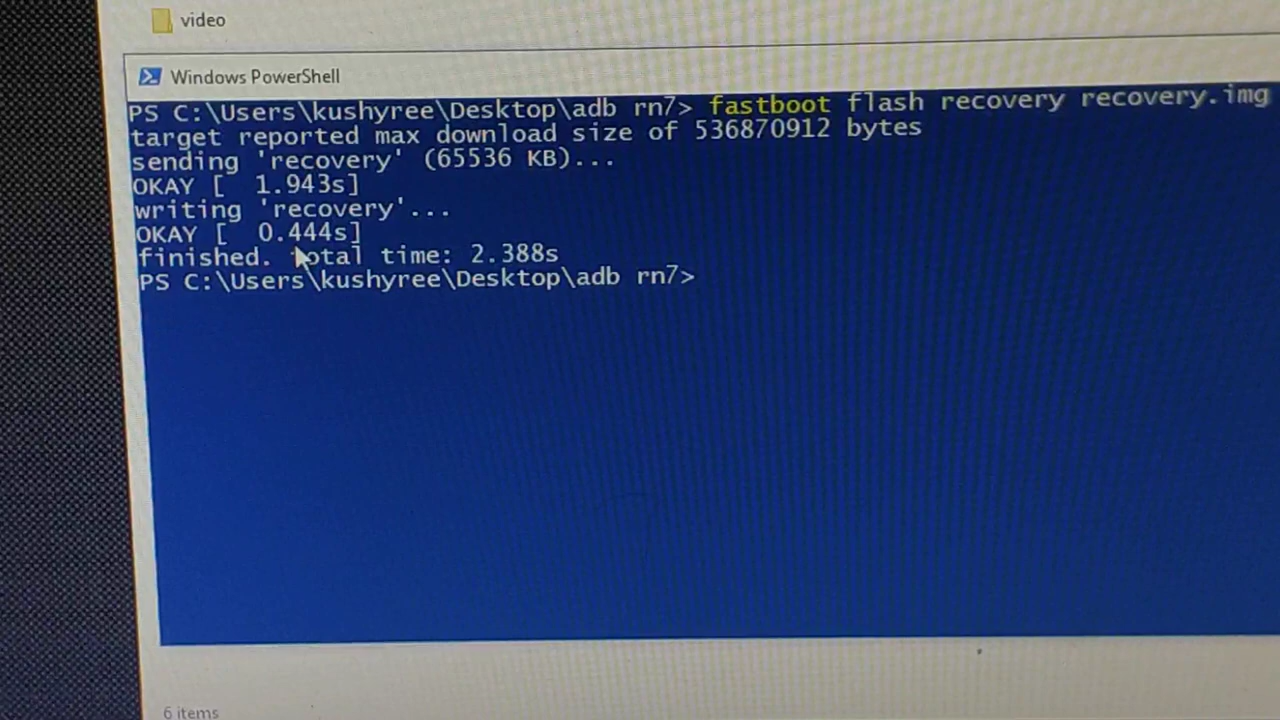 video
Windows PowerShell
PS C:\Users\kushyree\Desktop\adb rn7> fastboot flash recovery recovery.img
target reported max download size of 536870912 bytes
sending 'recovery' (65536 KB)...
OKAY [  1.943s]
writing 'recovery'...
OKAY [  0.444s]
finished. total time: 2.388s
PS C:\Users\kushyree\Desktop\adb rn7>
6 items